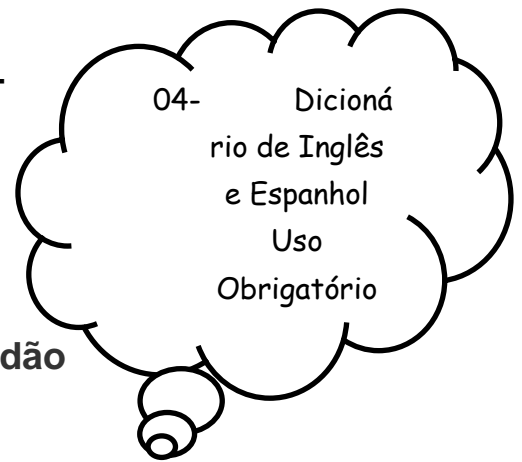 04- Dicioná
rio de Inglês
e Espanhol
Uso
Obrigatório
dão